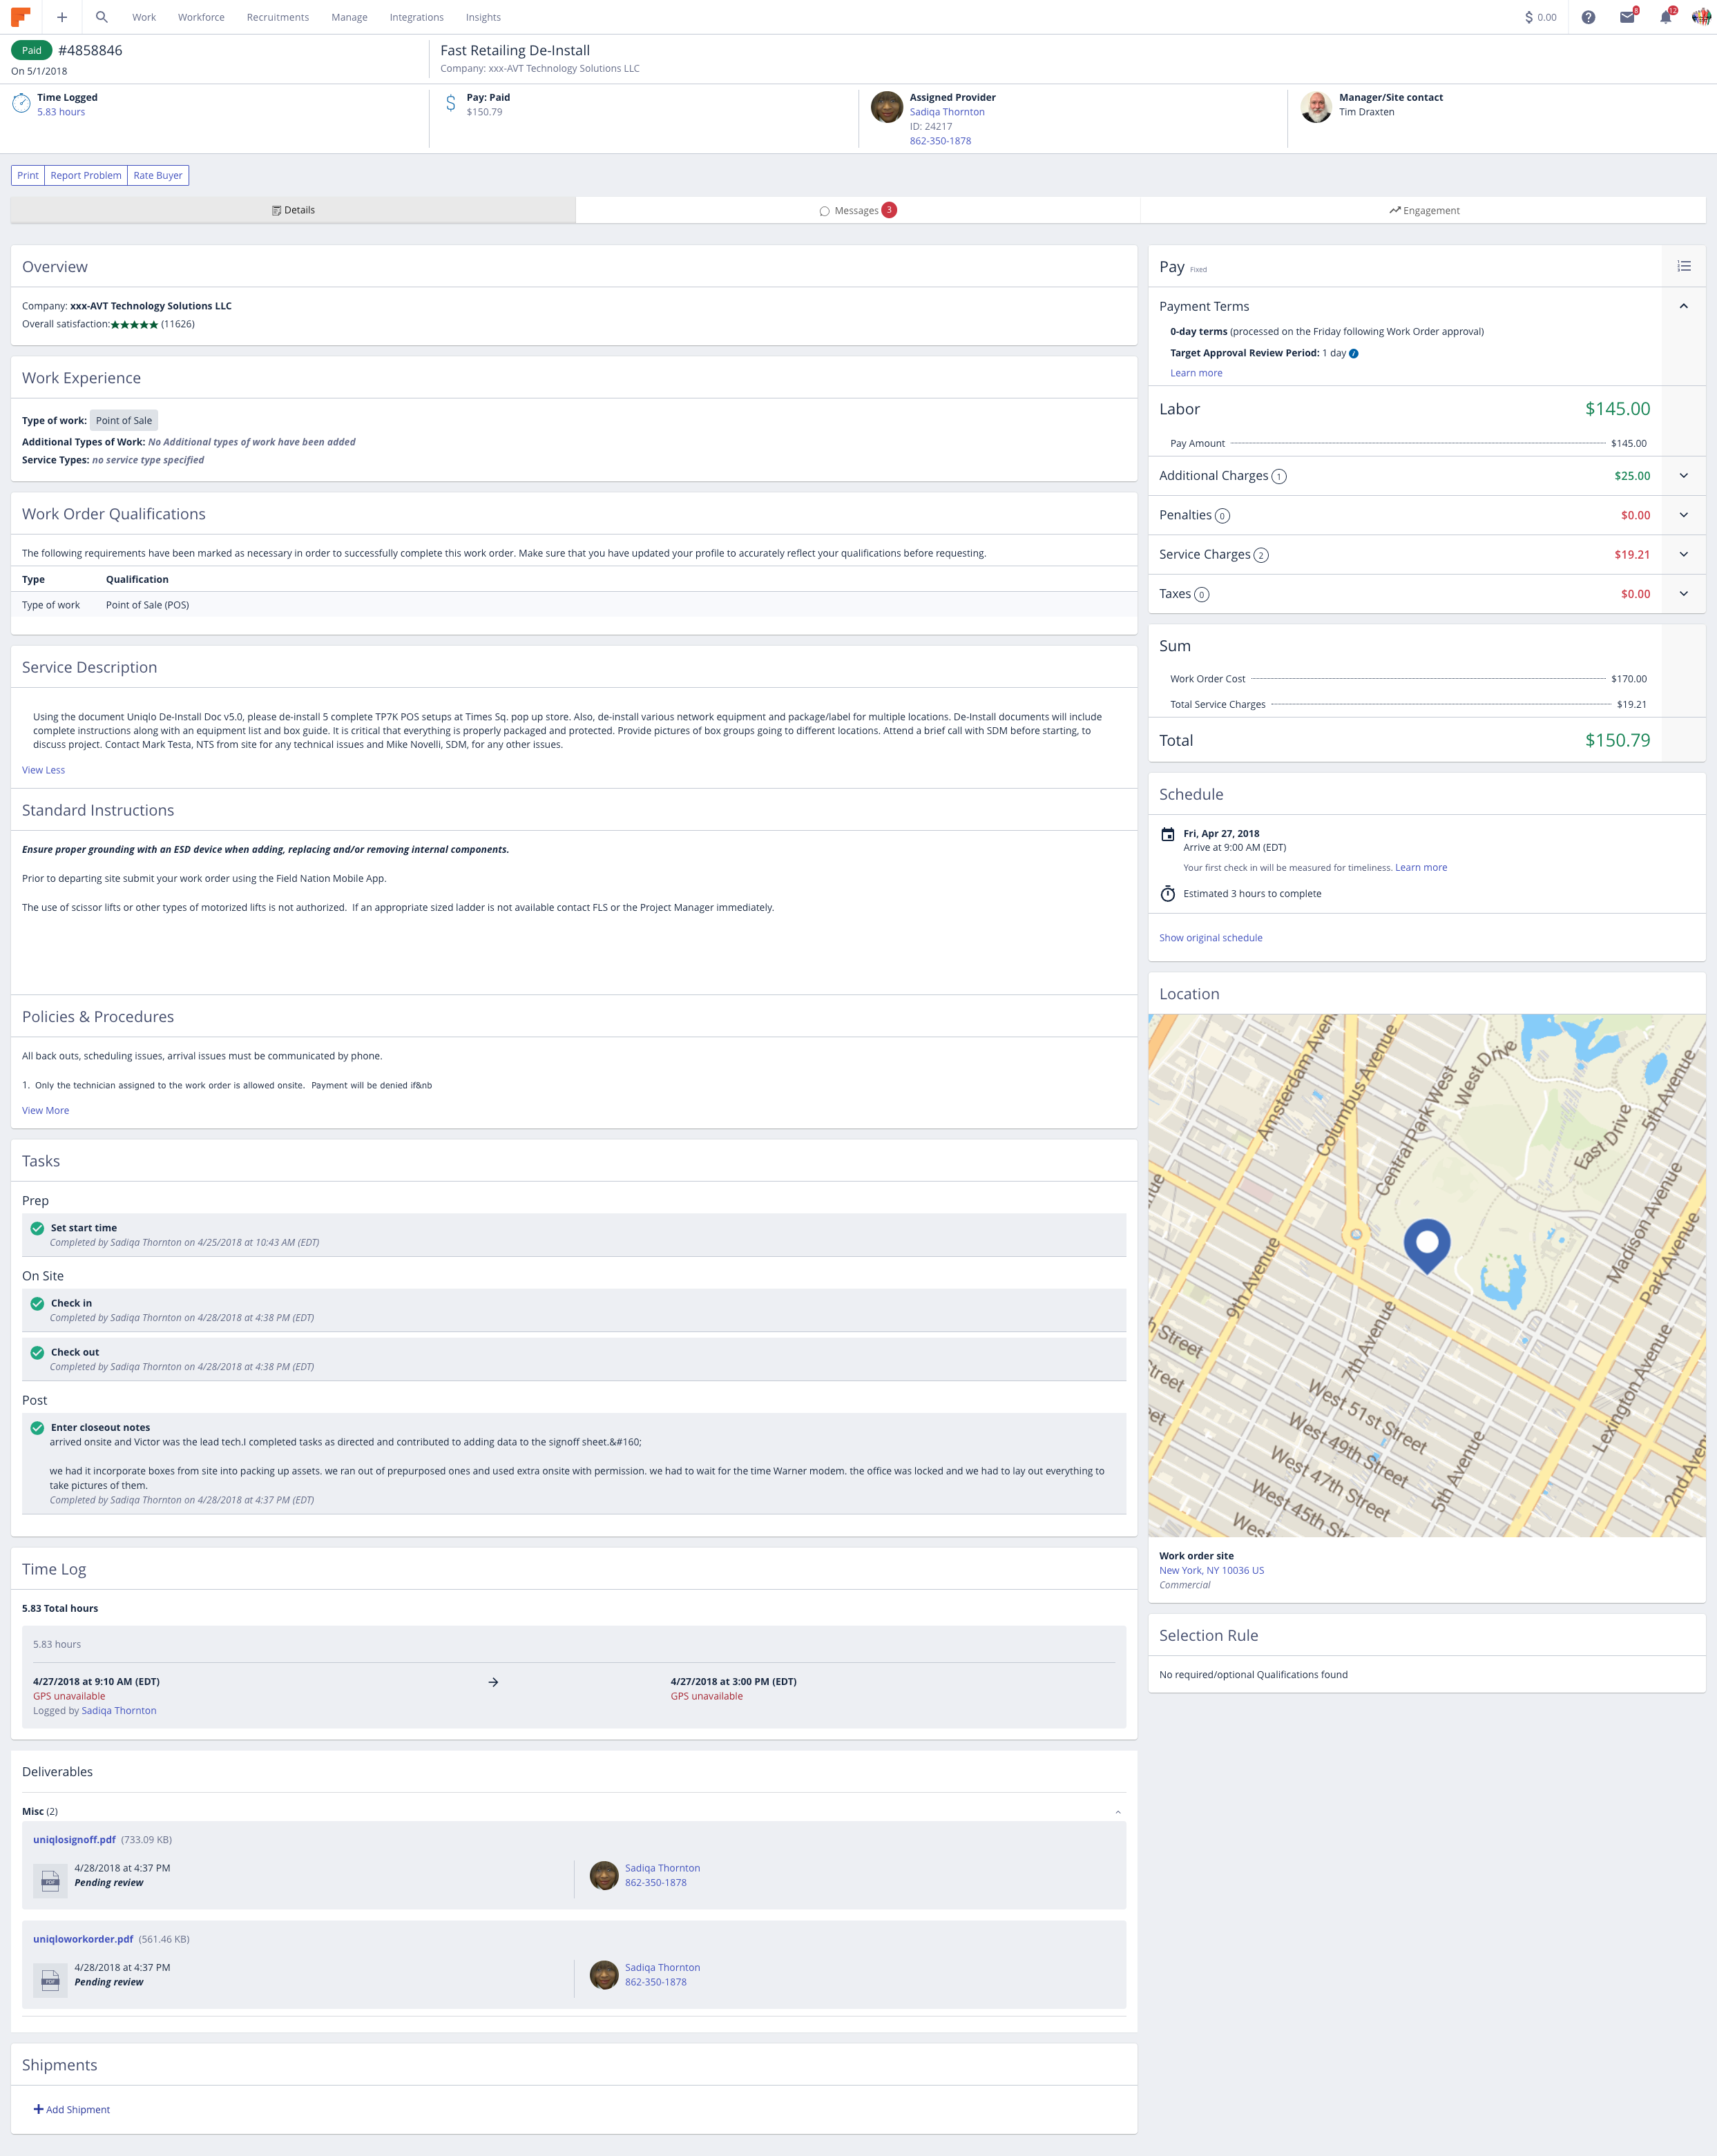 Work Workforce Recruitments Manage Integrations Insights
$ 0.00
8
12
Paid #4858846
On 5/1/2018
Fast Retailing De-Install
Company: xxx-AVT Technology Solutions LLC
Time Logged
5.83 hours
Pay: Paid
$150.79
Assigned Provider
Sadiqa Thornton
ID: 24217
862-350-1878
Manager/Site contact
Tim Draxten
Print Report Problem Rate Buyer
Details
Messages 3
Engagement
Overview
Company: xxx-AVT Technology Solutions LLC
Overall satisfaction:★★★★★ (11626)
Work Experience
Type of work: Point of Sale
Additional Types of Work: No Additional types of work have been added
Service Types: no service type specified
Work Order Qualifications
The following requirements have been marked as necessary in order to successfully complete this work order. Make sure that you have updated your profile to accurately reflect your qualifications before requesting.
Type Qualification
Type of work Point of Sale (POS)
Service Description
Using the document Uniqlo De-Install Doc v5.0, please de-install 5 complete TP7K POS setups at Times Sq. pop up store. Also, de-install various network equipment and package/label for multiple locations. De-Install documents will include
complete instructions along with an equipment list and box guide. It is critical that everything is properly packaged and protected. Provide pictures of box groups going to different locations. Attend a brief call with SDM before starting, to
discuss project. Contact Mark Testa, NTS from site for any technical issues and Mike Novelli, SDM, for any other issues.
View Less
Standard Instructions
Ensure proper grounding with an ESD device when adding, replacing and/or removing internal components.
Prior to departing site submit your work order using the Field Nation Mobile App.
The use of scissor lifts or other types of motorized lifts is not authorized.  If an appropriate sized ladder is not available contact FLS or the Project Manager immediately.
Policies & Procedures
All back outs, scheduling issues, arrival issues must be communicated by phone.
1. Only the technician assigned to the work order is allowed onsite.  Payment will be denied if&nb
View More
Tasks
Prep
Set start time
Completed by Sadiqa Thornton on 4/25/2018 at 10:43 AM (EDT)
On Site
Check in
Completed by Sadiqa Thornton on 4/28/2018 at 4:38 PM (EDT)
Check out
Completed by Sadiqa Thornton on 4/28/2018 at 4:38 PM (EDT)
Post
Enter closeout notes
arrived onsite and Victor was the lead tech.I completed tasks as directed and contributed to adding data to the signoff sheet.&#160;
we had it incorporate boxes from site into packing up assets. we ran out of prepurposed ones and used extra onsite with permission. we had to wait for the time Warner modem. the office was locked and we had to lay out everything to
take pictures of them.
Completed by Sadiqa Thornton on 4/28/2018 at 4:37 PM (EDT)
Time Log
5.83 Total hours
5.83 hours
4/27/2018 at 9:10 AM (EDT)
GPS unavailable
Logged by Sadiqa Thornton
4/27/2018 at 3:00 PM (EDT)
GPS unavailable
Deliverables
Misc (2)
uniqlosignoff.pdf (733.09 KB)
PDF
4/28/2018 at 4:37 PM
Pending review
Sadiqa Thornton
862-350-1878
uniqloworkorder.pdf (561.46 KB)
PDF
4/28/2018 at 4:37 PM
Pending review
Sadiqa Thornton
862-350-1878
Shipments
Add Shipment
Pay Fixed
Payment Terms
0-day terms (processed on the Friday following Work Order approval)
Target Approval Review Period: 1 day
Learn more
Labor $145.00
Pay Amount $145.00
Additional Charges 1 $25.00
Penalties 0 $0.00
Service Charges 2 $19.21
Taxes 0 $0.00
Sum
Work Order Cost $170.00
Total Service Charges $19.21
Total $150.79
Schedule
Fri, Apr 27, 2018
Arrive at 9:00 AM (EDT)
Your first check in will be measured for timeliness. Learn more
Estimated 3 hours to complete
Show original schedule
Location
Amsterdam Aven
Columbus Avenue
Central Park West
West Drive
East Drive
5th Avenue
Madison Avenue
Park Avenue
9th Avenue
7th Avenue
Lexington Avenue
2nd Aven
5th Avenue
h Street
treet
et
nue
West 51st Street
West 49th Street
West 47th Street
West 45th Str
West
Work order site
New York, NY 10036 US
Commercial
Selection Rule
No required/optional Qualifications found